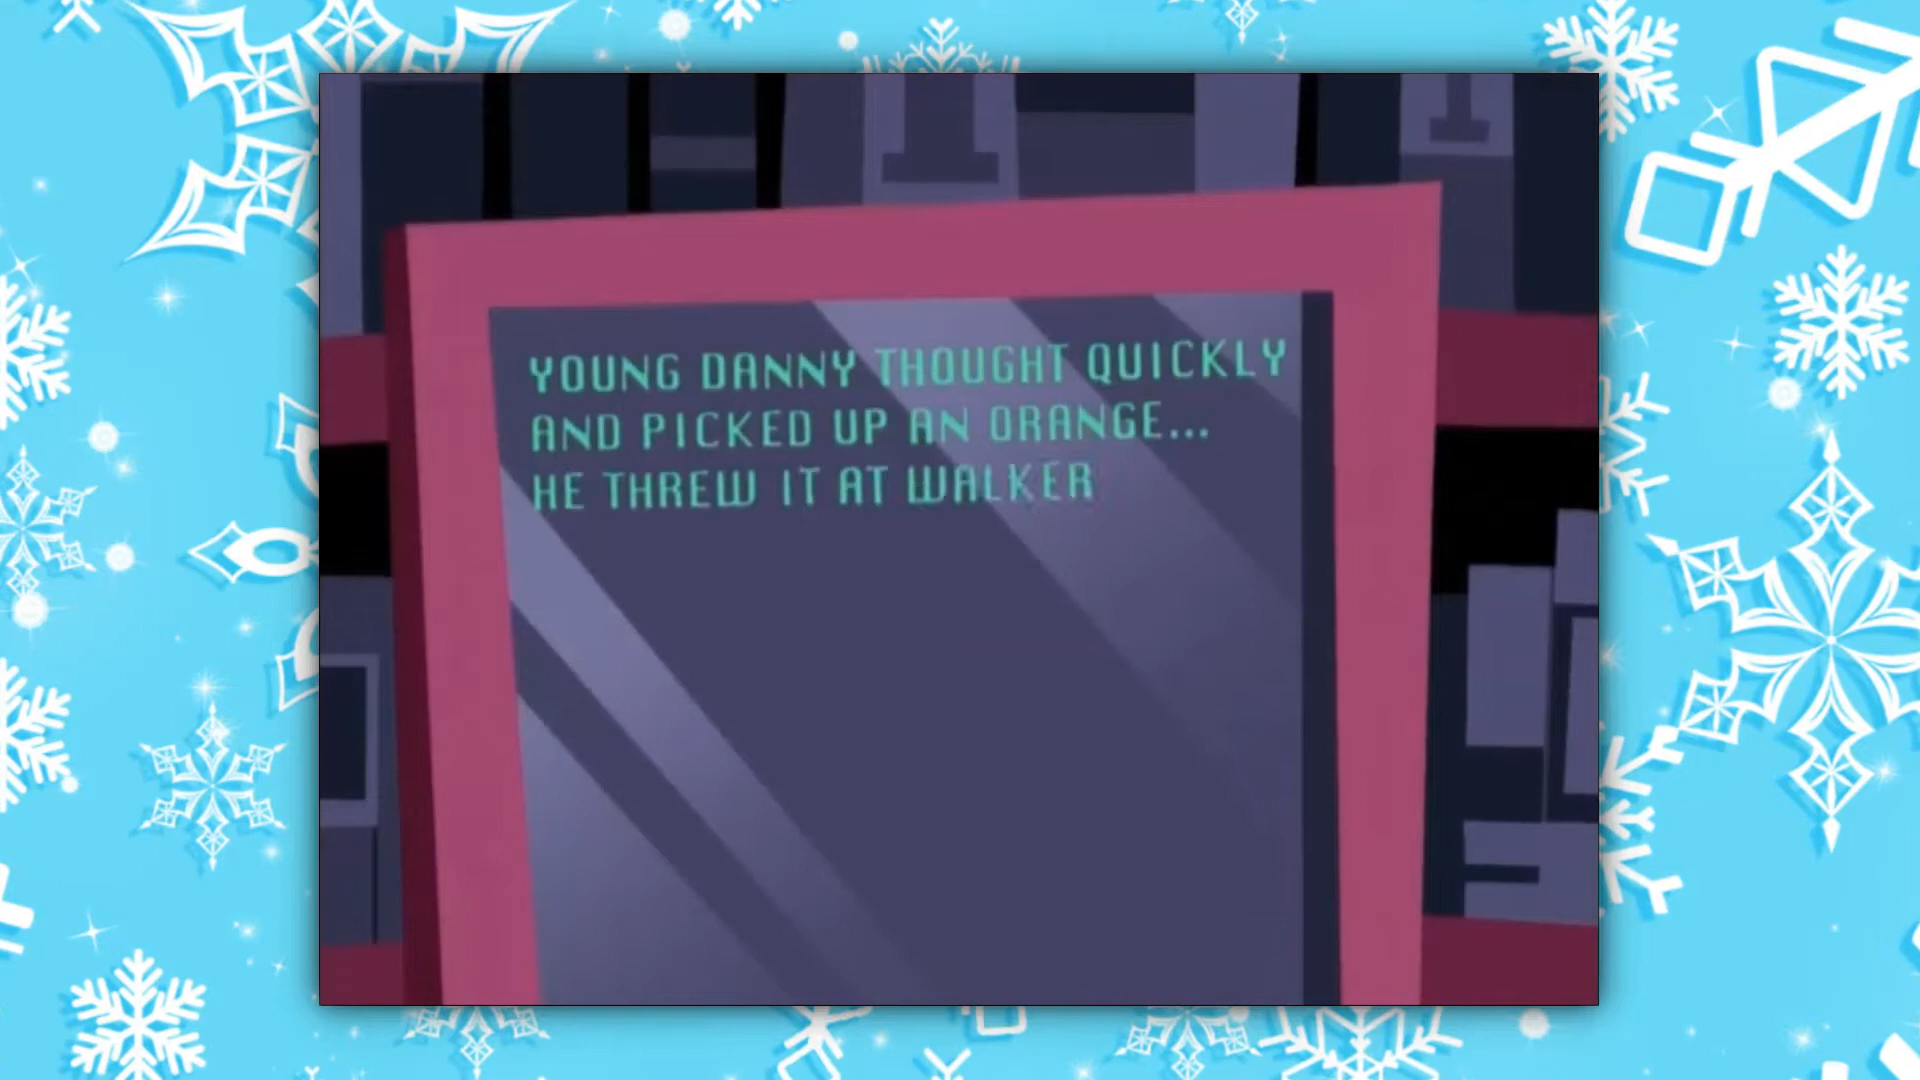 YOUNG DANNY THOUGHT QUICKLY
AND PICKED UP AN ORANGE...
HE THREW IT AT WALKER